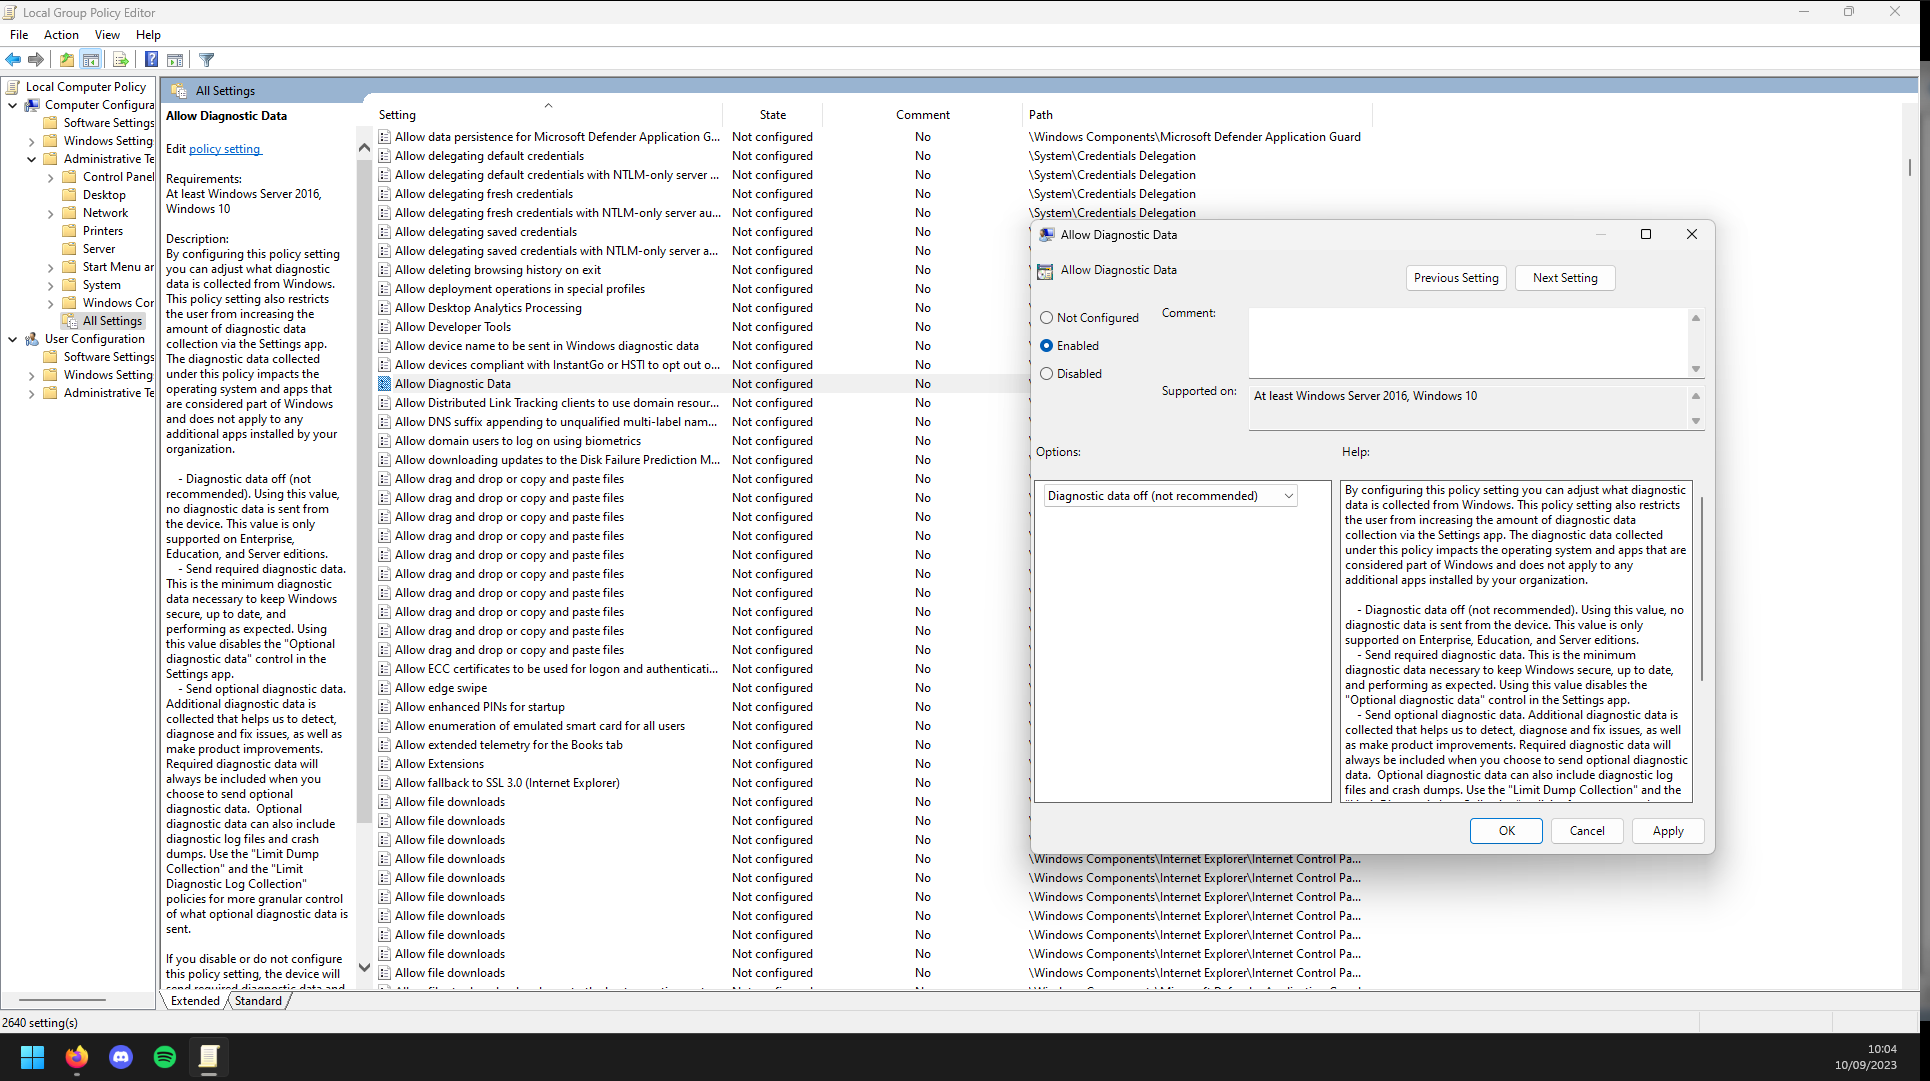 Local Group Policy Editor
File Action View Help
Local Computer Policy
Computer Configura
Software Settings
Windows Setting
Administrative Te
Control Panel
Desktop
Network
Printers
Server
Start Menu ar
System
Windows Cor
All Settings
User Configuration
Software Settings
Windows Setting
Administrative Te
All Settings
Allow Diagnostic Data
Edit policy setting
Requirements:
At least Windows Server 2016,
Windows 10
Description:
By configuring this policy setting
you can adjust what diagnostic
data is collected from Windows.
This policy setting also restricts
the user from increasing the
amount of diagnostic data
collection via the Settings app.
The diagnostic data collected
under this policy impacts the
operating system and apps that
are considered part of Windows
and does not apply to any
additional apps installed by your
organization.
- Diagnostic data off (not
recommended). Using this value,
no diagnostic data is sent from
the device. This value is only
supported on Enterprise,
Education, and Server editions.
- Send required diagnostic data.
This is the minimum diagnostic
data necessary to keep Windows
secure, up to date, and
performing as expected. Using
this value disables the "Optional
diagnostic data" control in the
Settings app.
- Send optional diagnostic data.
Additional diagnostic data is
collected that helps us to detect,
diagnose and fix issues, as well as
make product improvements.
Required diagnostic data will
always be included when you
choose to send optional
diagnostic data.  Optional
diagnostic data can also include
diagnostic log files and crash
dumps. Use the "Limit Dump
Collection" and the "Limit
Diagnostic Log Collection"
policies for more granular control
of what optional diagnostic data is
sent.
If you disable or do not configure
this policy setting, the device will
send required diagnostic data and
Setting State Comment Path
Allow data persistence for Microsoft Defender Application G... Not configured No \Windows Components\Microsoft Defender Application Guard
Allow delegating default credentials Not configured No \System\Credentials Delegation
Allow delegating default credentials with NTLM-only server ... Not configured No \System\Credentials Delegation
Allow delegating fresh credentials Not configured No \System\Credentials Delegation
Allow delegating fresh credentials with NTLM-only server au... Not configured No \System\Credentials Delegation
Allow delegating saved credentials Not configured No
Allow delegating saved credentials with NTLM-only server a... Not configured No
Allow deleting browsing history on exit Not configured No
Allow deployment operations in special profiles Not configured No
Allow Desktop Analytics Processing Not configured No
Allow Developer Tools Not configured No
Allow device name to be sent in Windows diagnostic data Not configured No
Allow devices compliant with InstantGo or HSTI to opt out o... Not configured No
Allow Diagnostic Data Not configured No
Allow Distributed Link Tracking clients to use domain resour... Not configured No
Allow DNS suffix appending to unqualified multi-label nam... Not configured No
Allow domain users to log on using biometrics Not configured No
Allow downloading updates to the Disk Failure Prediction M... Not configured No
Allow drag and drop or copy and paste files Not configured No
Allow drag and drop or copy and paste files Not configured No
Allow drag and drop or copy and paste files Not configured No
Allow drag and drop or copy and paste files Not configured No
Allow drag and drop or copy and paste files Not configured No
Allow drag and drop or copy and paste files Not configured No
Allow drag and drop or copy and paste files Not configured No
Allow drag and drop or copy and paste files Not configured No
Allow drag and drop or copy and paste files Not configured No
Allow drag and drop or copy and paste files Not configured No
Allow ECC certificates to be used for logon and authenticati... Not configured No
Allow edge swipe Not configured No
Allow enhanced PINs for startup Not configured No
Allow enumeration of emulated smart card for all users Not configured No
Allow extended telemetry for the Books tab Not configured No
Allow Extensions Not configured No
Allow fallback to SSL 3.0 (Internet Explorer) Not configured No
Allow file downloads Not configured No
Allow file downloads Not configured No
Allow file downloads Not configured No
Allow file downloads Not configured No \Windows Components\Internet Explorer\Internet Control Pa...
Allow file downloads Not configured No \Windows Components\Internet Explorer\Internet Control Pa...
Allow file downloads Not configured No \Windows Components\Internet Explorer\Internet Control Pa...
Allow file downloads Not configured No \Windows Components\Internet Explorer\Internet Control Pa...
Allow file downloads Not configured No \Windows Components\Internet Explorer\Internet Control Pa...
Allow file downloads Not configured No \Windows Components\Internet Explorer\Internet Control Pa...
Allow file downloads Not configured No \Windows Components\Internet Explorer\Internet Control Pa...
Allow Diagnostic Data
Allow Diagnostic Data
Previous Setting Next Setting
Not Configured
Enabled
Disabled
Comment:
Supported on: At least Windows Server 2016, Windows 10
Options: Help:
Diagnostic data off (not recommended)
By configuring this policy setting you can adjust what diagnostic
data is collected from Windows. This policy setting also restricts
the user from increasing the amount of diagnostic data
collection via the Settings app. The diagnostic data collected
under this policy impacts the operating system and apps that are
considered part of Windows and does not apply to any
additional apps installed by your organization.
- Diagnostic data off (not recommended). Using this value, no
diagnostic data is sent from the device. This value is only
supported on Enterprise, Education, and Server editions.
- Send required diagnostic data. This is the minimum
diagnostic data necessary to keep Windows secure, up to date,
and performing as expected. Using this value disables the
"Optional diagnostic data" control in the Settings app.
- Send optional diagnostic data. Additional diagnostic data is
collected that helps us to detect, diagnose and fix issues, as well
as make product improvements. Required diagnostic data will
always be included when you choose to send optional diagnostic
data.  Optional diagnostic data can also include diagnostic log
files and crash dumps. Use the "Limit Dump Collection" and the
OK Cancel Apply
Extended Standard
2640 setting(s)
10:04
10/09/2023